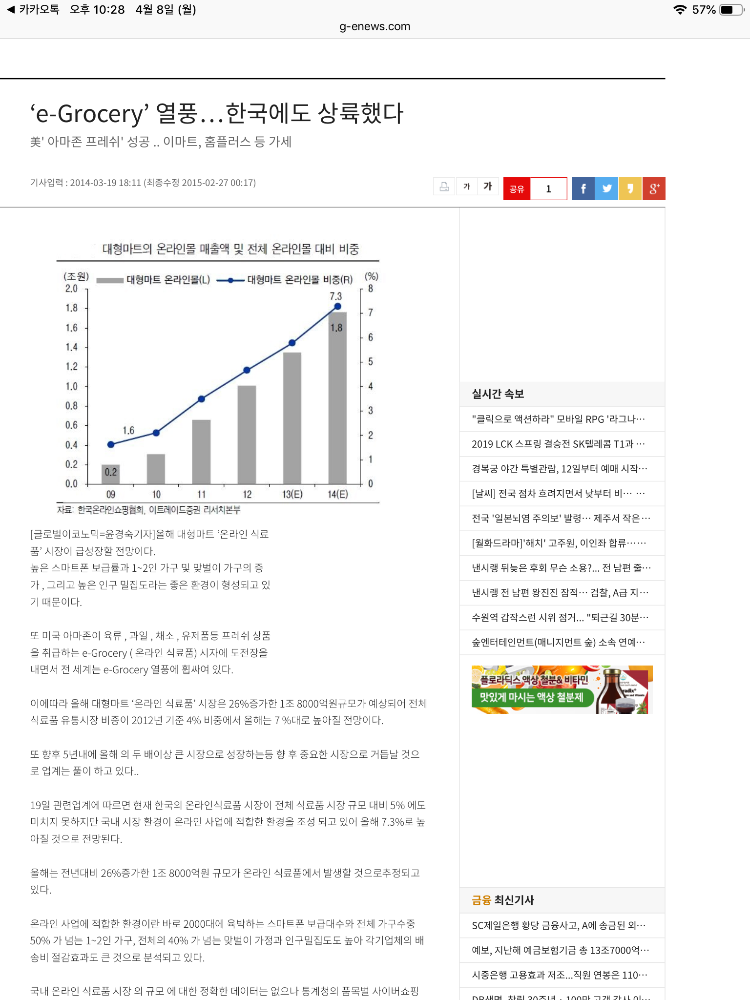 ◀ 카카오톡 오후 10:28 4월 8일 (월) 57%
g-enews.com
‘e-Grocery’ 열풍…한국에도 상륙했다
美' 아마존 프레쉬' 성공 .. 이마트, 홈플러스 등 가세
기사입력 : 2014-03-19 18:11 (최종수정 2015-02-27 00:17)
가 가 공유 1 f g+
대형마트의 온라인몰 매출액 및 전체 온라인몰 대비 비중
(조원) 대형마트 온라인몰(L) 대형마트 온라인몰 비중(R) (%)
2.0 8
7.3
1.8 7
1.6 1.8 6
1.4
1.2 5
1.0 4
0.8 3
0.6 1.6
0.4 2
0.2 0.2 1
0.0 0
09 10 11 12 13(E) 14(E)
자료: 한국온라인쇼핑협회, 이트레이드증권 리서치본부
[글로벌이코노믹=윤경숙기자]올해 대형마트 ‘온라인 식료
품’ 시장이 급성장할 전망이다.
높은 스마트폰 보급률과 1~2인 가구 및 맞벌이 가구의 증
가 , 그리고 높은 인구 밀집도라는 좋은 환경이 형성되고 있
기 때문이다.
또 미국 아마존이 육류 , 과일 , 채소 , 유제품등 프레쉬 상품
을 취급하는 e-Grocery ( 온라인 식료품) 시자에 도전장을
내면서 전 세계는 e-Grocery 열풍에 휩싸여 있다.
이에따라 올해 대형마트 ‘온라인 식료품’ 시장은 26%증가한 1조 8000억원규모가 예상되어 전체
식료품 유통시장 비중이 2012년 기준 4% 비중에서 올해는 7 %대로 높아질 전망이다.
또 향후 5년내에 올해 의 두 배이상 큰 시장으로 성장하는등 향 후 중요한 시장으로 거듭날 것으
로 업계는 풀이 하고 있다..
19일 관련업계에 따르면 현재 한국의 온라인식료품 시장이 전체 식료품 시장 규모 대비 5% 에도
미치지 못하지만 국내 시장 환경이 온라인 사업에 적합한 환경을 조성 되고 있어 올해 7.3%로 높
아질 것으로 전망된다.
올해는 전년대비 26%증가한 1조 8000억원 규모가 온라인 식료품에서 발생할 것으로추정되고
있다.
온라인 사업에 적합한 환경이란 바로 2000대에 육박하는 스마트폰 보급대수와 전체 가구수중
50% 가 넘는 1~2인 가구, 전체의 40% 가 넘는 맞벌이 가정과 인구밀집도도 높아 각기업체의 배
송비 절감효과도 큰 것으로 분석되고 있다.
국내 온라인 식료품 시장 의 규모 에 대한 정확한 데이터는 없으나 통계청의 품목별 사이버쇼핑
실시간 속보
"클릭으로 액션하라" 모바일 RPG '라그나…
2019 LCK 스프링 결승전 SK텔레콤 T1과 …
경복궁 야간 특별관람, 12일부터 예매 시작…
[날씨] 전국 점차 흐려지면서 낮부터 비… …
전국 '일본뇌염 주의보' 발령… 제주서 작은…
[월화드라마]'해치' 고주원, 이인좌 합류……
낸시랭 뒤늦은 후회 무슨 소용?... 전 남편 줄…
낸시랭 전 남편 왕진진 잠적… 검찰, A급 지…
수원역 갑작스런 시위 점거... "퇴근길 30분…
숲엔터테인먼트(매니지먼트 숲) 소속 연예…
플로라딕스 액상 철분& 비타민
맛있게 마시는 액상 철분제
금융 최신기사
SC제일은행 황당 금융사고, A에 송금된 외…
예보, 지난해 예금보험기금 총 13조7000억…
시중은행 고용효과 저조...직원 연봉은 110…